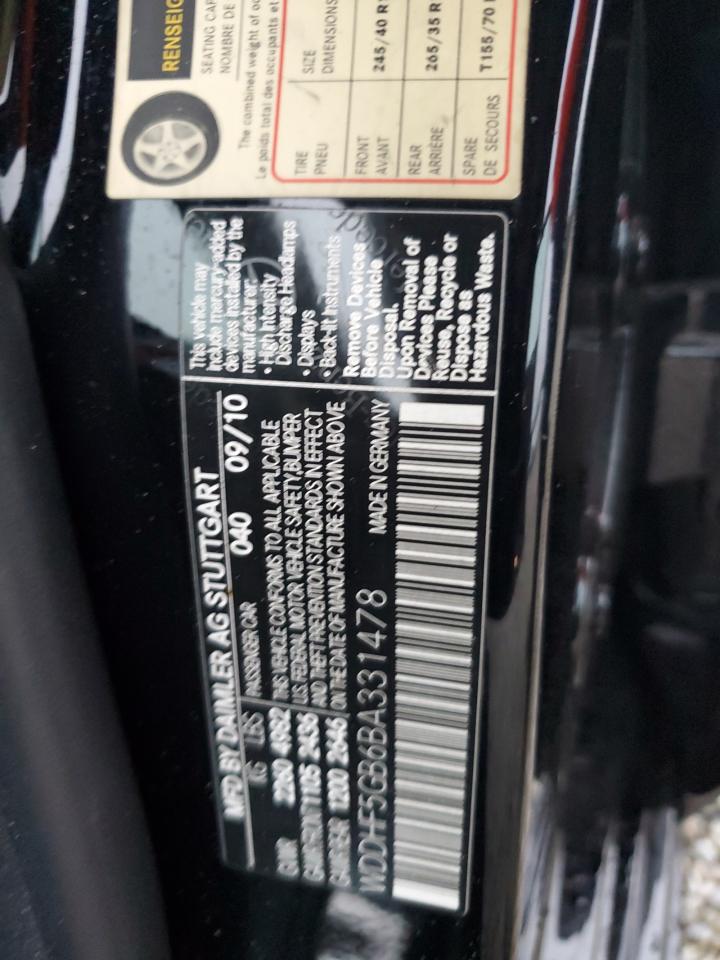 RENSEIG
SEATING CAP
NOMBRE DE
The combined weight of oc
Le poids total des occupants et
TIRE SIZE
PNEU DIMENSIONS
FRONT 245/40 R
AVANT
REAR 265/35 R
ARRIÈRE
SPARE T155/70
DE SECOURS
MFD BY DAIMLER AG STUTTGART
PASSENGER CAR 040 09/10
KG LBS
GVWR 2260 4982
GAWR FRONT 1105 2436
GAWR REAR 1200 2646
THIS VEHICLE CONFORMS TO ALL APPLICABLE
U.S. FEDERAL MOTOR VEHICLE SAFETY, BUMPER
AND THEFT PREVENTION STANDARDS IN EFFECT
ON THE DATE OF MANUFACTURE SHOWN ABOVE
WDDHF5GB6BA331478 MADE IN GERMANY
This vehicle may
include mercury-added
devices installed by the
manufacturer:
• High Intensity
Discharge Headlamps
• Displays
• Back-lit Instruments
Remove Devices
Before Vehicle
Disposal.
Upon Removal of
Devices Please
Reuse, Recycle or
Dispose as
Hazardous Waste.